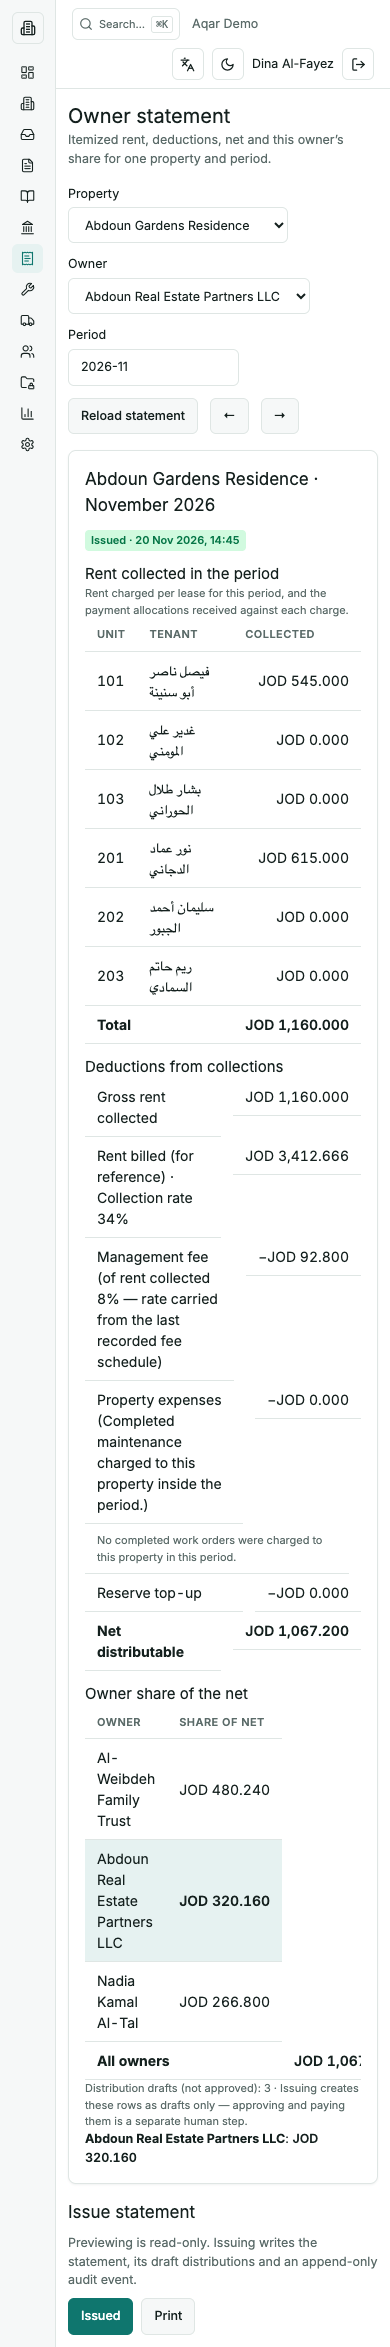 Search... ⌘K Aqar Demo
Dina Al-Fayez
Owner statement
Itemized rent, deductions, net and this owner's
share for one property and period.
Property
Abdoun Gardens Residence
Owner
Abdoun Real Estate Partners LLC
Period
2026-11
Reload statement ← →
Abdoun Gardens Residence ·
November 2026
Issued · 20 Nov 2026, 14:45
Rent collected in the period
Rent charged per lease for this period, and the
payment allocations received against each charge.
UNIT TENANT COLLECTED
101 فيصل ناصر أبو سنينة JOD 545.000
102 غدير علي المومني JOD 0.000
103 بشار طلال الحوراني JOD 0.000
201 نور عماد الدجاني JOD 615.000
202 سليمان أحمد الجبور JOD 0.000
203 ريم حاتم السمادي JOD 0.000
Total JOD 1,160.000
Deductions from collections
Gross rent JOD 1,160.000
collected
Rent billed (for JOD 3,412.666
reference) ·
Collection rate
34%
Management fee −JOD 92.800
(of rent collected
8% — rate carried
from the last
recorded fee
schedule)
Property expenses −JOD 0.000
(Completed
maintenance
charged to this
property inside the
period.)
No completed work orders were charged to
this property in this period.
Reserve top-up −JOD 0.000
Net JOD 1,067.200
distributable
Owner share of the net
OWNER SHARE OF NET
Al-
Weibdeh
Family
Trust
JOD 480.240
Abdoun
Real
Estate
Partners
LLC
JOD 320.160
Nadia
Kamal
Al-Tal
JOD 266.800
All owners JOD 1,067
Distribution drafts (not approved): 3 · Issuing creates
these rows as drafts only — approving and paying
them is a separate human step.
Abdoun Real Estate Partners LLC: JOD
320.160
Issue statement
Previewing is read-only. Issuing writes the
statement, its draft distributions and an append-only
audit event.
Issued Print